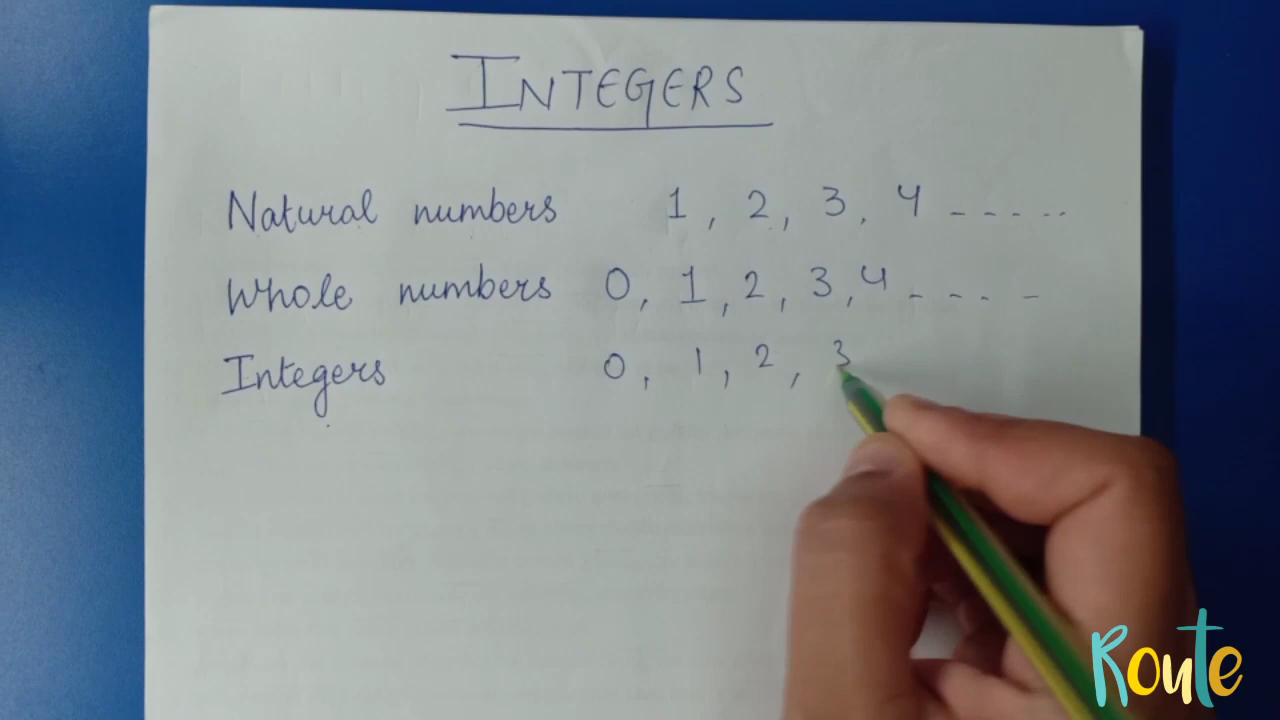 INTEGERS
Natural numbers 1, 2, 3, 4 - - - - -
Whole numbers 0, 1, 2, 3, 4 - - - -
Integers 0, 1, 2, 3
Route